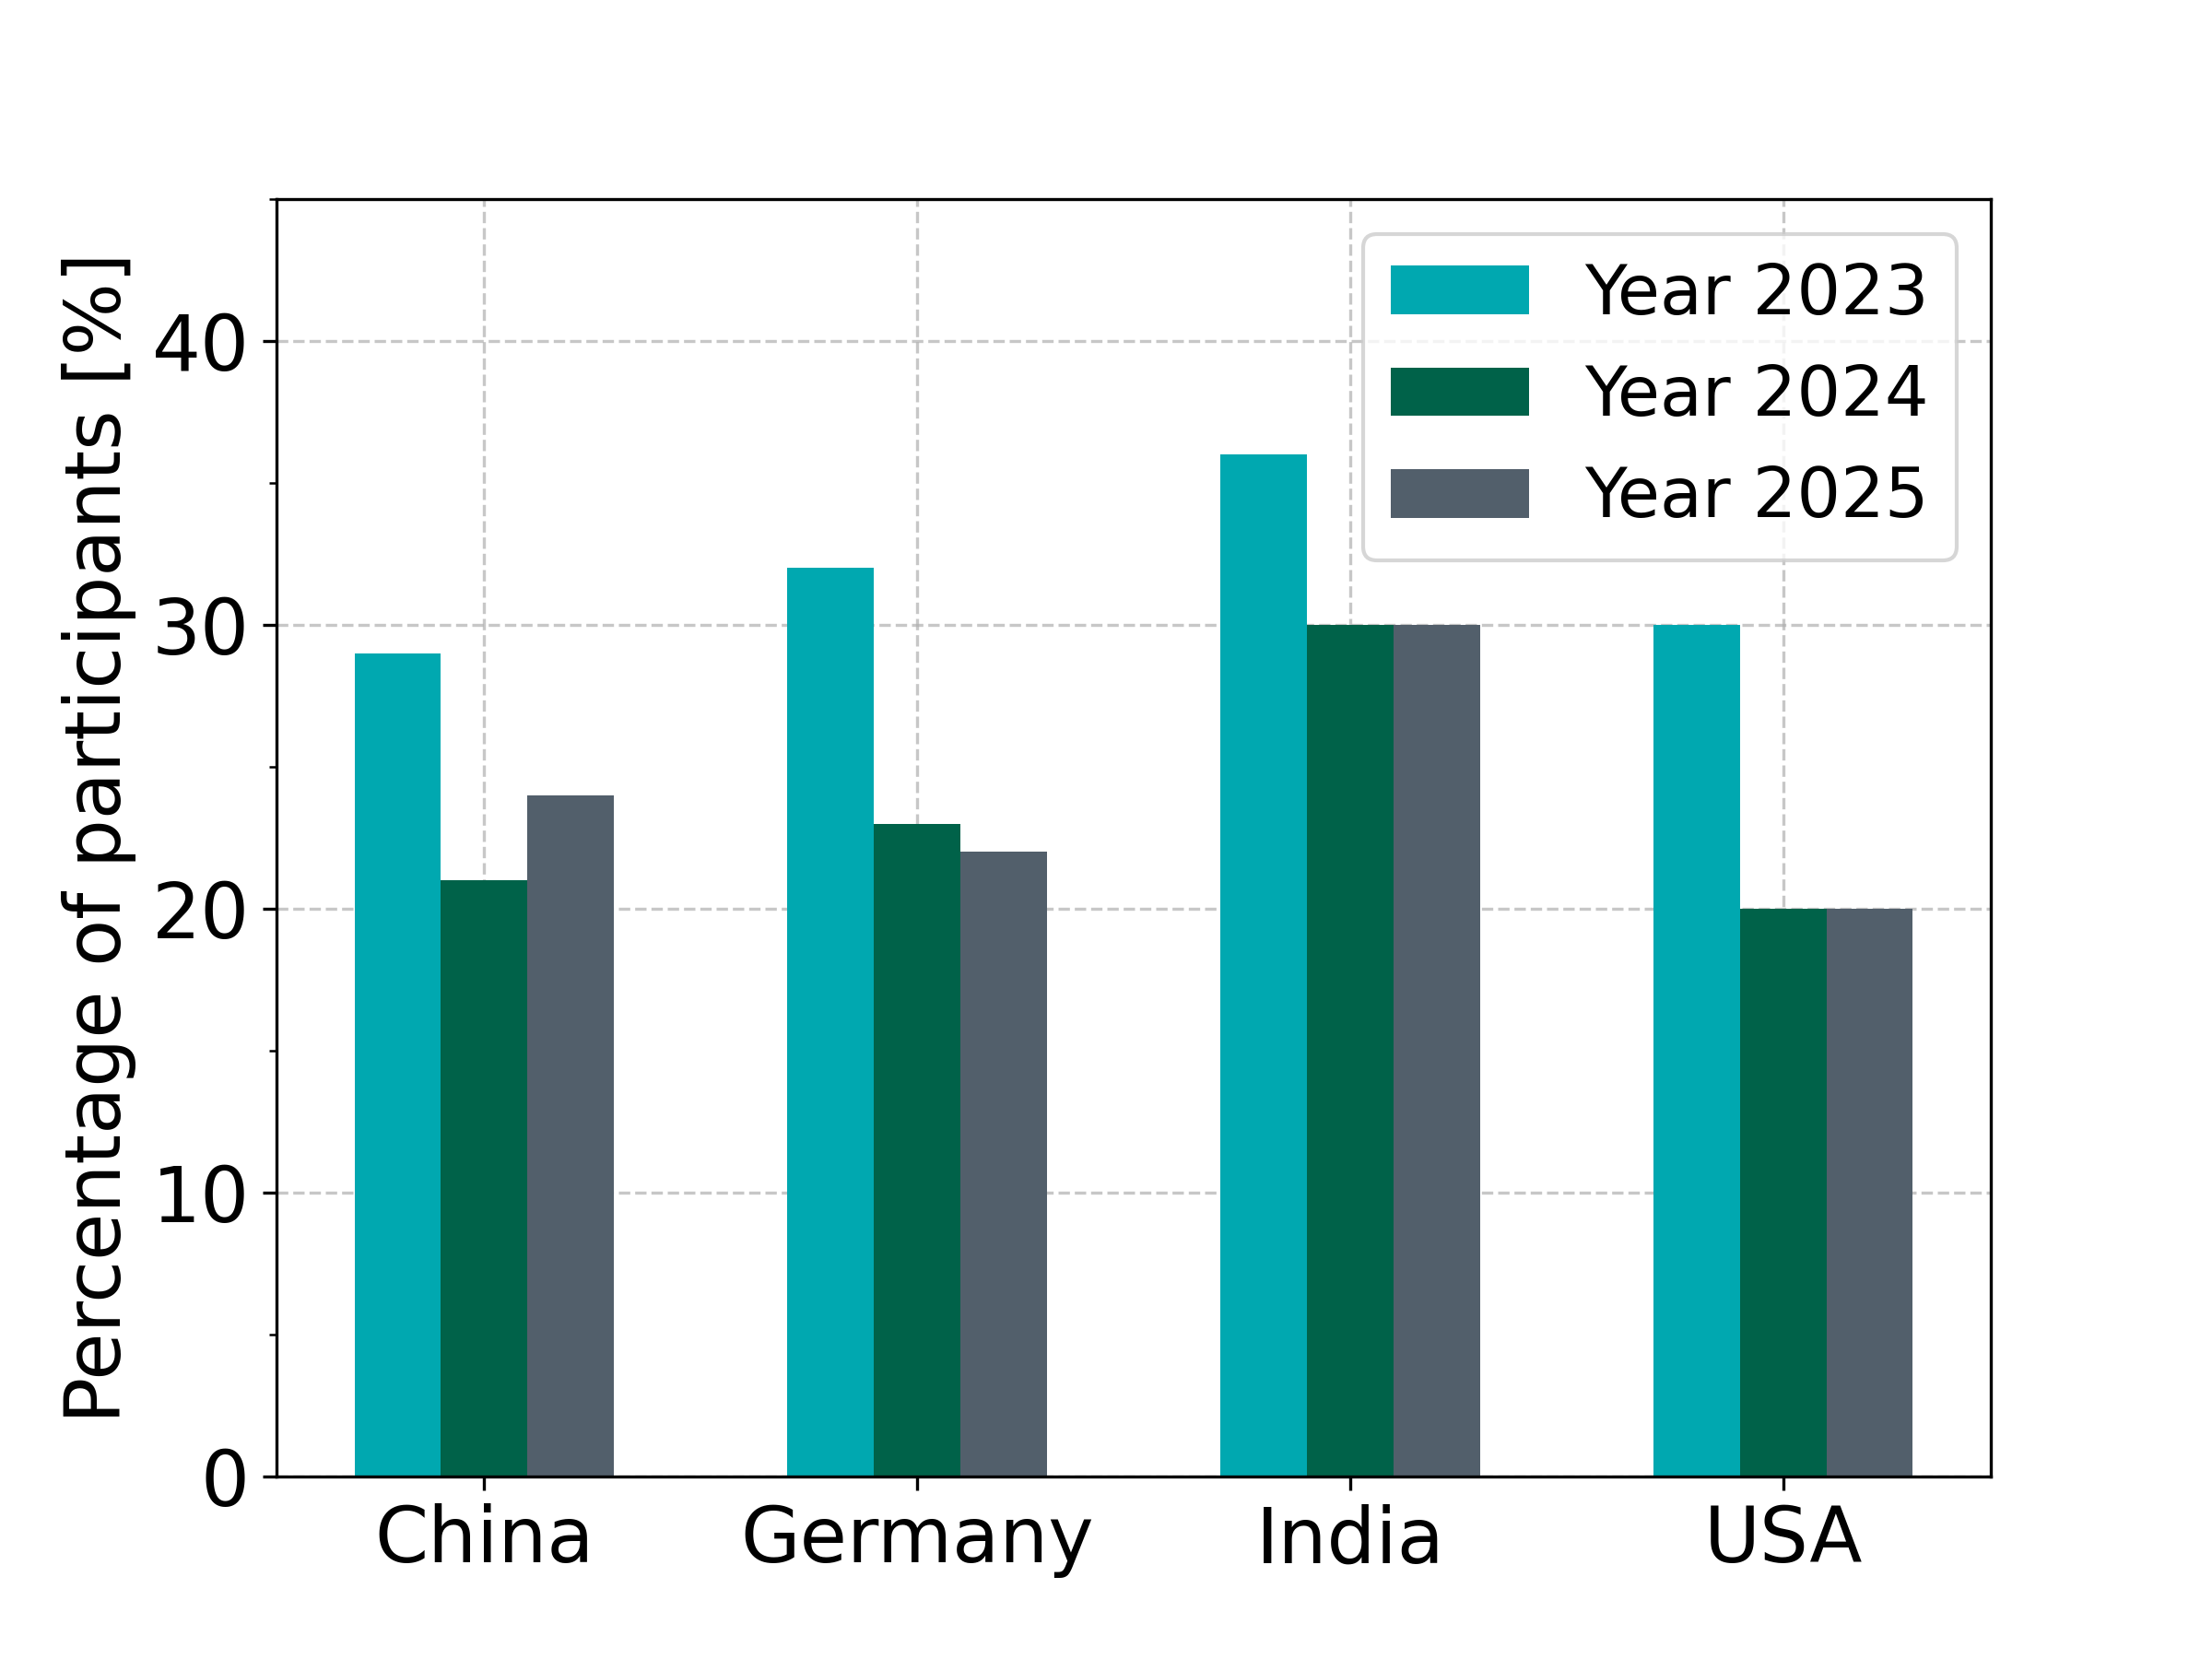 Percentage of participants [%]
40
30
20
10
0
China
Germany
India
USA
Year 2023
Year 2024
Year 2025